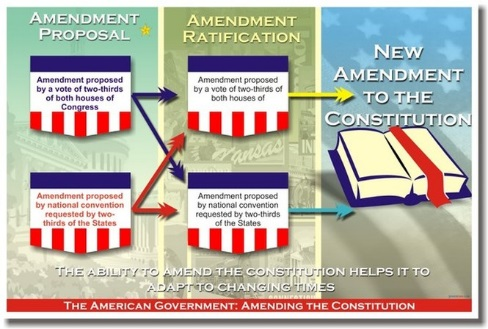 AMENDMENT
PROPOSAL
AMENDMENT
RATIFICATION
NEW
AMENDMENT
TO THE
CONSTITUTION
Amendment proposed
by a vote of two-thirds
of both houses of
Congress
Amendment proposed
by a vote of two-thirds
of both houses of
Amendment proposed
by national convention
requested by two-
thirds of the States
Amendment proposed
by national convention
requested by two-thirds
of the States
Kansas
THE ABILITY TO AMEND THE CONSTITUTION HELPS IT TO
ADAPT TO CHANGING TIMES
THE AMERICAN GOVERNMENT: AMENDING THE CONSTITUTION